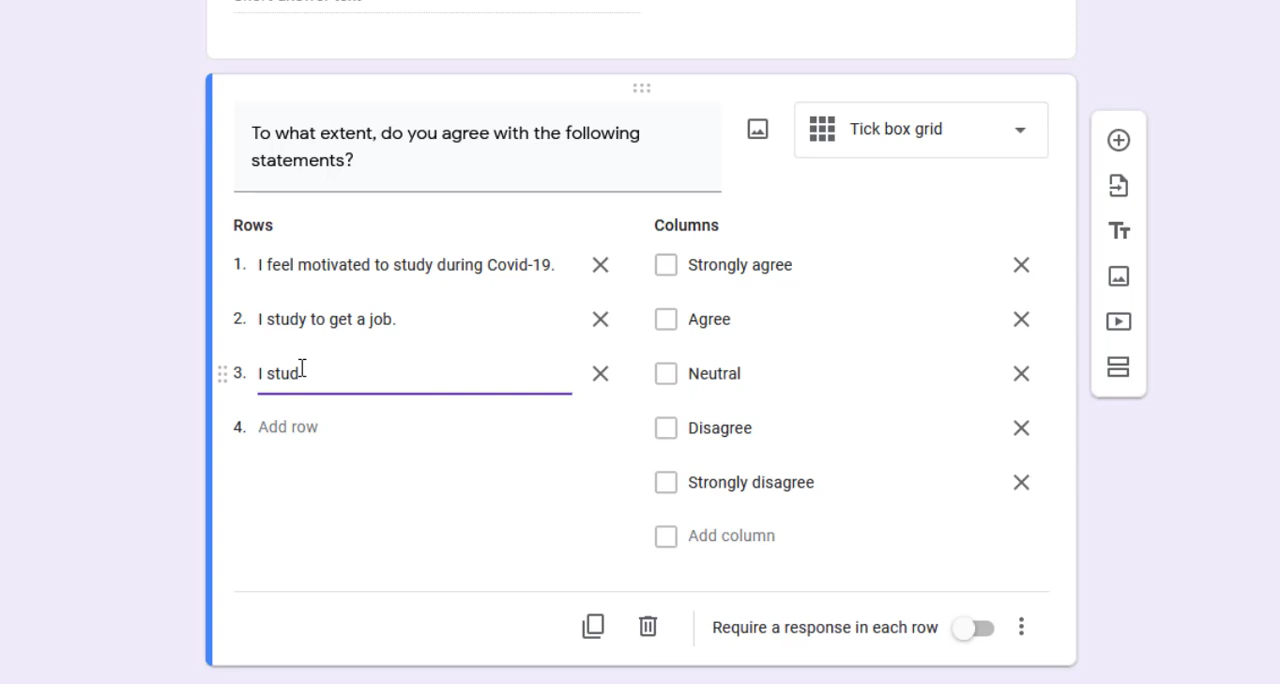 To what extent, do you agree with the following
statements?
Tick box grid
Rows
Columns
1. I feel motivated to study during Covid-19.
Strongly agree
2. I study to get a job.
Agree
3. I stud
Neutral
4. Add row
Disagree
Strongly disagree
Add column
Require a response in each row